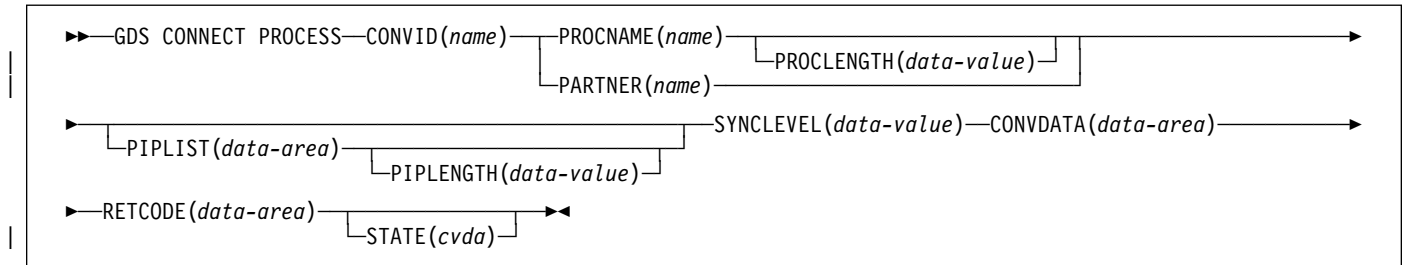 GDS CONNECT PROCESS CONVID(name) PROCNAME(name)
PROCLENGTH(data-value)
PARTNER(name)
SYNCLEVEL(data-value) CONVDATA(data-area)
PIPLIST(data-area)
PIPLENGTH(data-value)
RETCODE(data-area)
STATE(cvda)